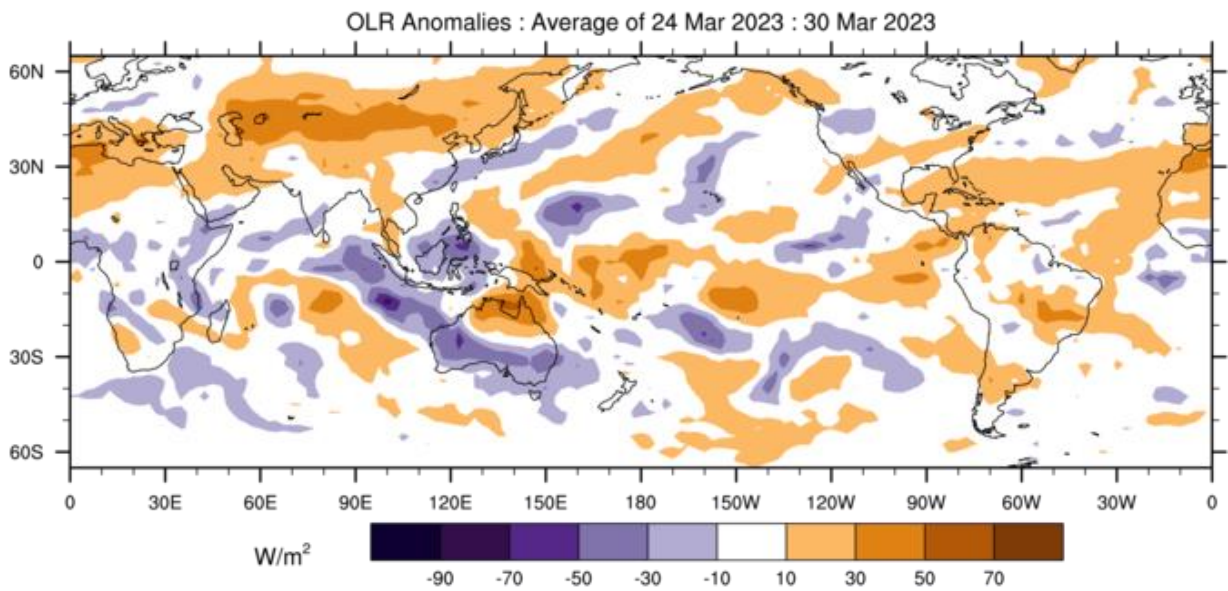 OLR Anomalies : Average of 24 Mar 2023 : 30 Mar 2023
60N
30N
0
30S
60S
0 30E 60E 90E 120E 150E 180 150W 120W 90W 60W 30W 0
W/m²
-90 -70 -50 -30 -10 10 30 50 70